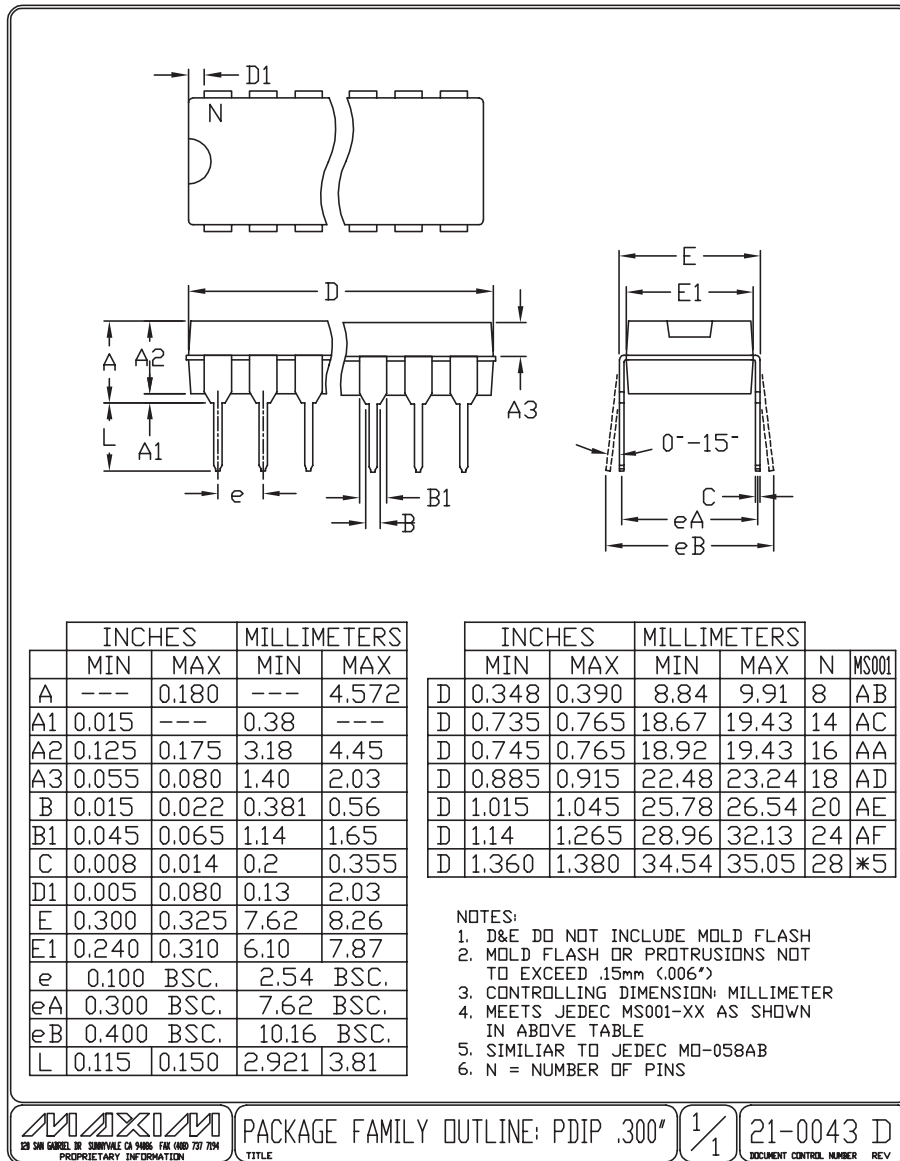 D1
N
D
E
E1
A
A2
A3
L
A1
0°-15°
e
B1
B
C
eA
eB
INCHES MILLIMETERS
MIN MAX MIN MAX
A --- 0.180 --- 4.572
A1 0.015 --- 0.38 ---
A2 0.125 0.175 3.18 4.45
A3 0.055 0.080 1.40 2.03
B 0.015 0.022 0.381 0.56
B1 0.045 0.065 1.14 1.65
C 0.008 0.014 0.2 0.355
D1 0.005 0.080 0.13 2.03
E 0.300 0.325 7.62 8.26
E1 0.240 0.310 6.10 7.87
e 0.100 BSC. 2.54 BSC.
eA 0.300 BSC. 7.62 BSC.
eB 0.400 BSC. 10.16 BSC.
L 0.115 0.150 2.921 3.81
INCHES MILLIMETERS
MIN MAX MIN MAX N MS001
D 0.348 0.390 8.84 9.91 8 AB
D 0.735 0.765 18.67 19.43 14 AC
D 0.745 0.765 18.92 19.43 16 AA
D 0.885 0.915 22.48 23.24 18 AD
D 1.015 1.045 25.78 26.54 20 AE
D 1.14 1.265 28.96 32.13 24 AF
D 1.360 1.380 34.54 35.05 28 *5
NOTES:
1. D&E DO NOT INCLUDE MOLD FLASH
2. MOLD FLASH OR PROTRUSIONS NOT
TO EXCEED .15mm (.006")
3. CONTROLLING DIMENSION: MILLIMETER
4. MEETS JEDEC MS001-XX AS SHOWN
IN ABOVE TABLE
5. SIMILIAR TO JEDEC MO-058AB
6. N = NUMBER OF PINS
MAXIM
120 SAN GABRIEL DR SUNNYVALE CA 94086 FAX (408) 737 7194
PROPRIETARY INFORMATION
PACKAGE FAMILY OUTLINE: PDIP .300"
TITLE
1/1
21-0043 D
DOCUMENT CONTROL NUMBER REV